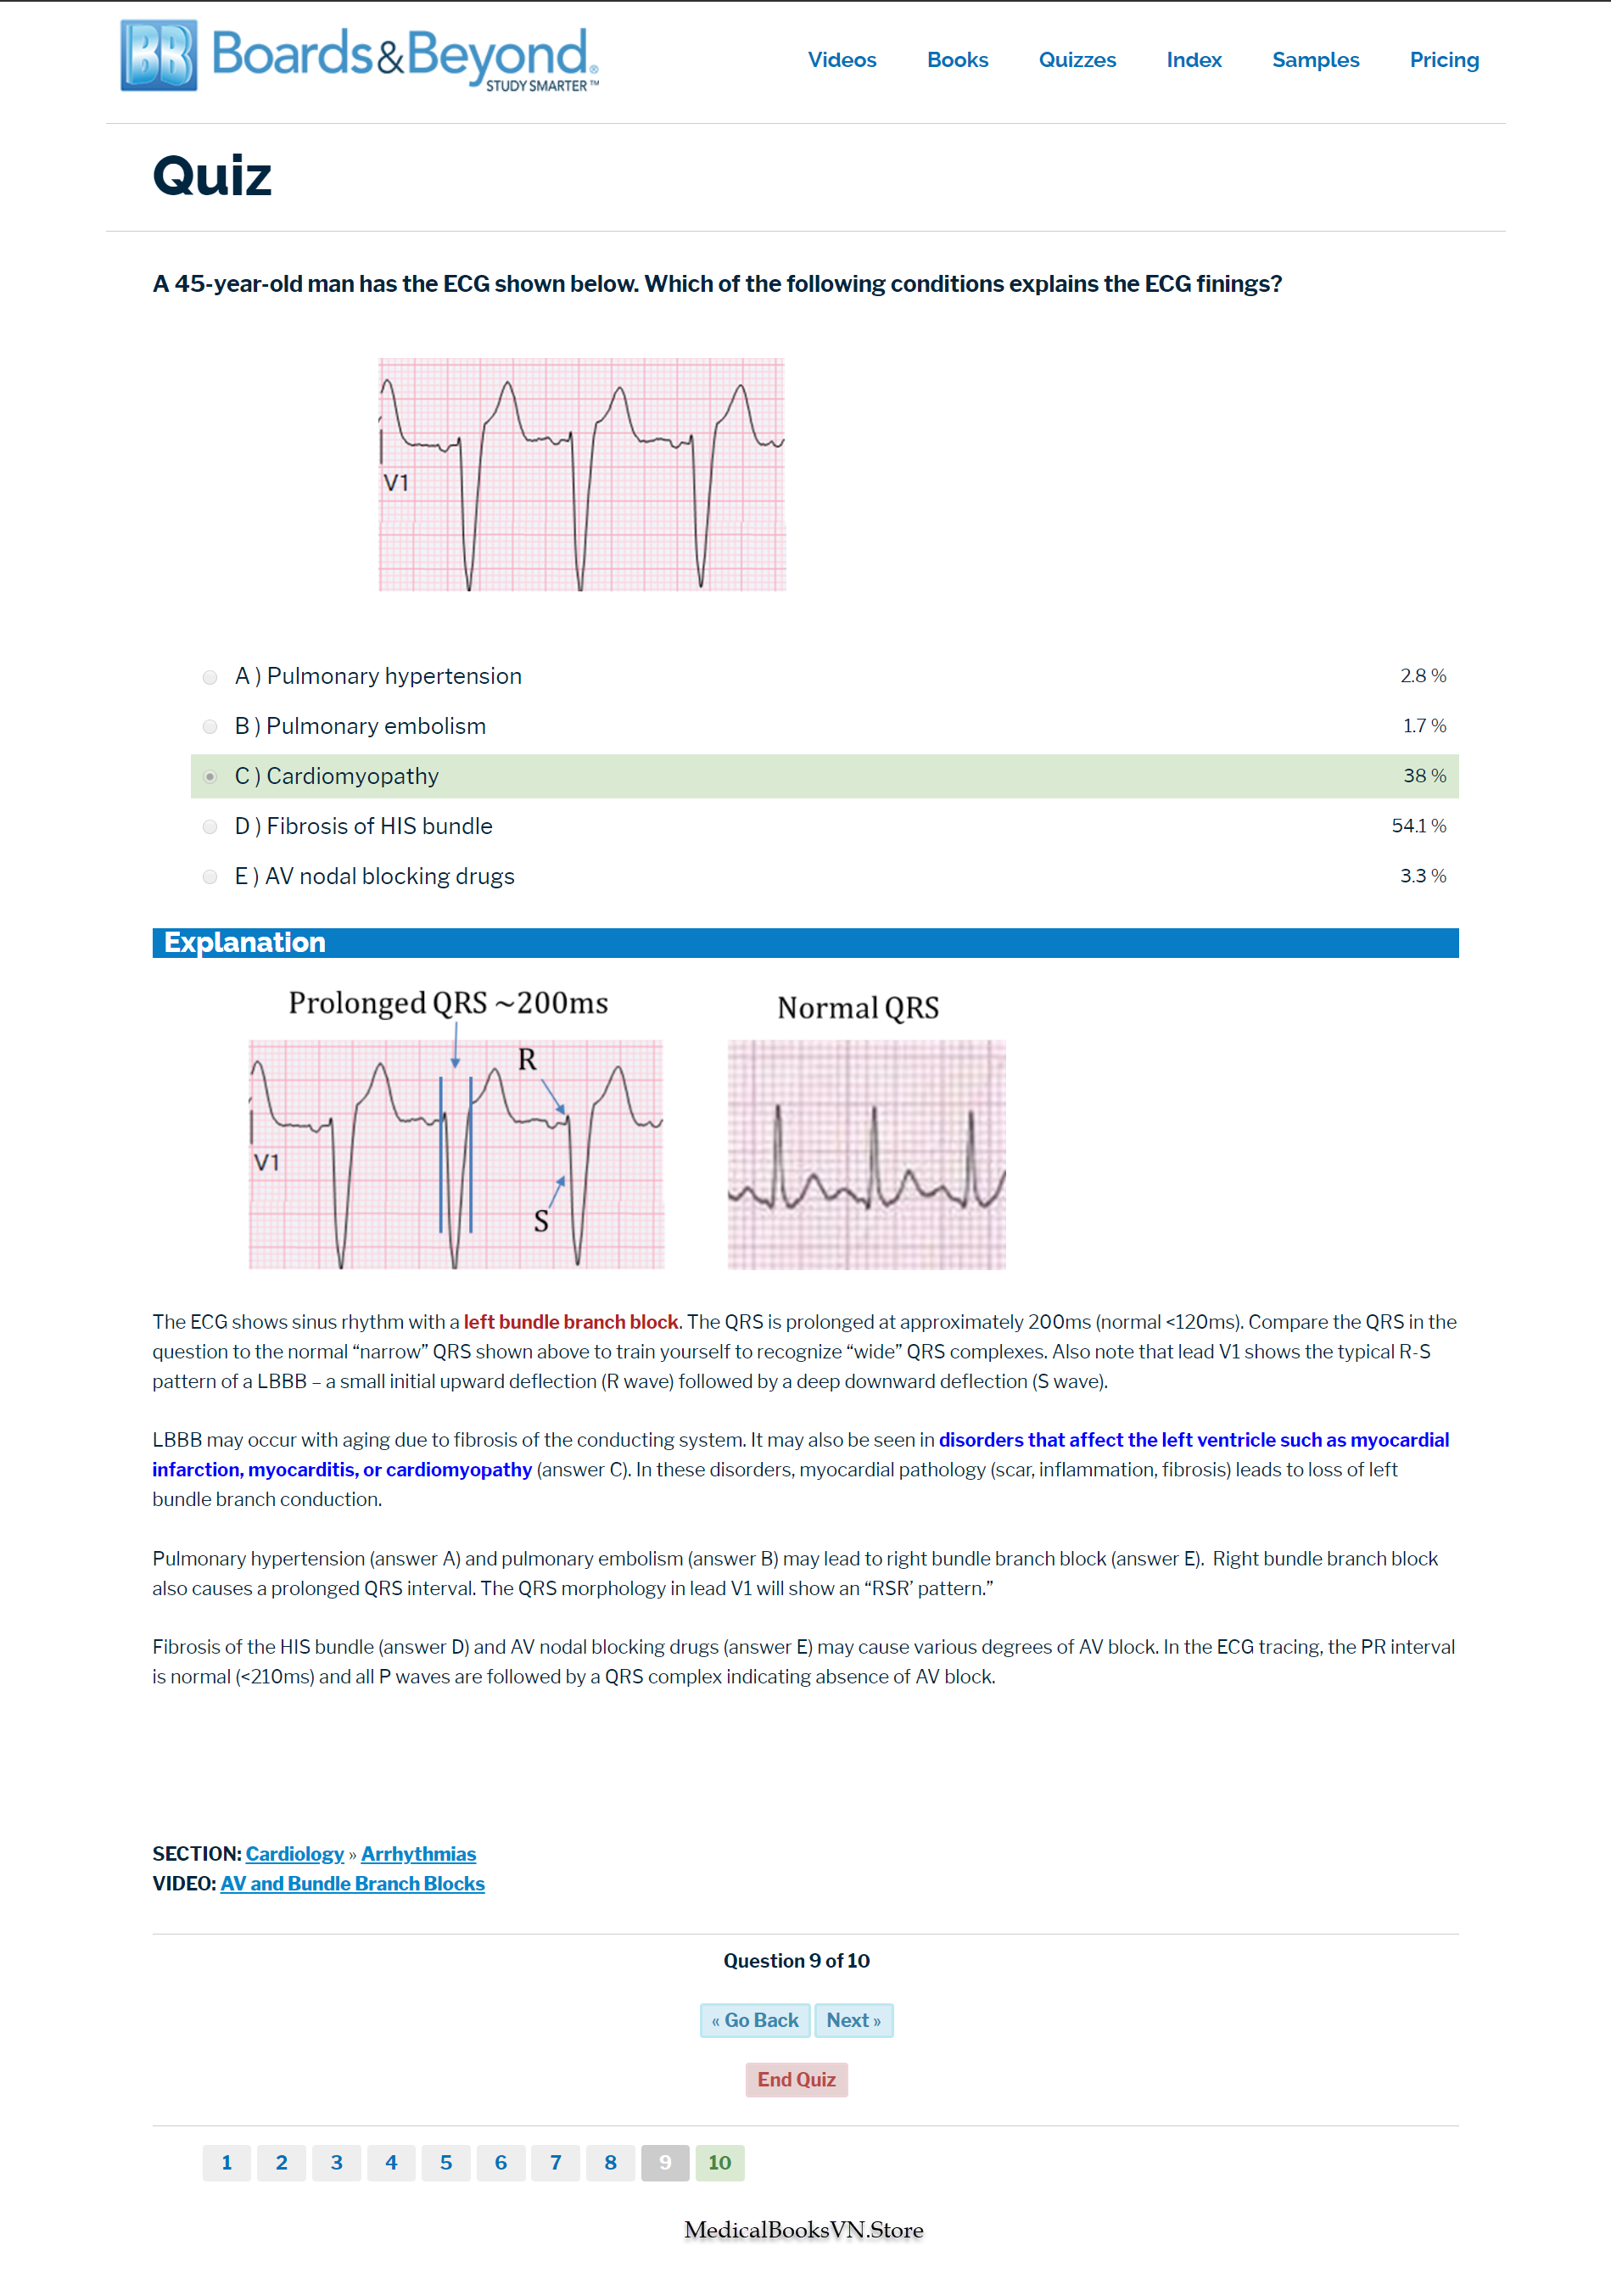 BB Boards&Beyond®
STUDY SMARTER™
Videos Books Quizzes Index Samples Pricing
Quiz
A 45-year-old man has the ECG shown below. Which of the following conditions explains the ECG finings?
V1
A ) Pulmonary hypertension 2.8 %
B ) Pulmonary embolism 1.7 %
C ) Cardiomyopathy 38 %
D ) Fibrosis of HIS bundle 54.1 %
E ) AV nodal blocking drugs 3.3 %
Explanation
Prolonged QRS ~200ms
Normal QRS
R
V1
S
The ECG shows sinus rhythm with a left bundle branch block. The QRS is prolonged at approximately 200ms (normal <120ms). Compare the QRS in the
question to the normal “narrow” QRS shown above to train yourself to recognize “wide” QRS complexes. Also note that lead V1 shows the typical R-S
pattern of a LBBB – a small initial upward deflection (R wave) followed by a deep downward deflection (S wave).
LBBB may occur with aging due to fibrosis of the conducting system. It may also be seen in disorders that affect the left ventricle such as myocardial
infarction, myocarditis, or cardiomyopathy (answer C). In these disorders, myocardial pathology (scar, inflammation, fibrosis) leads to loss of left
bundle branch conduction.
Pulmonary hypertension (answer A) and pulmonary embolism (answer B) may lead to right bundle branch block (answer E). Right bundle branch block
also causes a prolonged QRS interval. The QRS morphology in lead V1 will show an “RSR’ pattern.”
Fibrosis of the HIS bundle (answer D) and AV nodal blocking drugs (answer E) may cause various degrees of AV block. In the ECG tracing, the PR interval
is normal (<210ms) and all P waves are followed by a QRS complex indicating absence of AV block.
SECTION: Cardiology » Arrhythmias
VIDEO: AV and Bundle Branch Blocks
Question 9 of 10
« Go Back Next »
End Quiz
1 2 3 4 5 6 7 8 9 10
MedicalBooksVN.Store